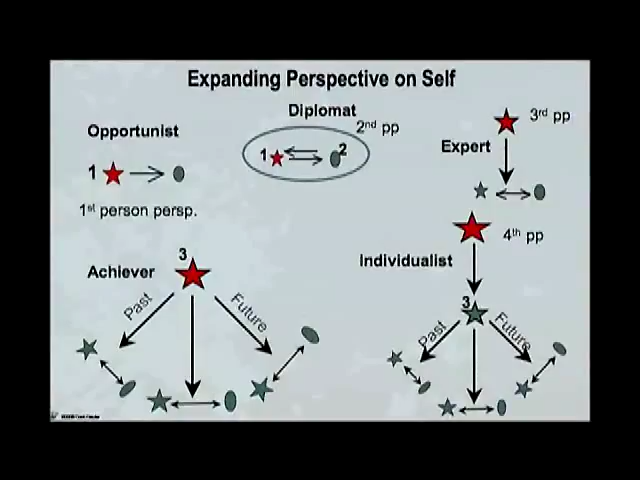 Expanding Perspective on Self
Opportunist
1
1st person persp.
Diplomat
2nd pp
1
2
Expert
3rd pp
Achiever
3
Past
Future
Individualist
4th pp
3
Past
Future